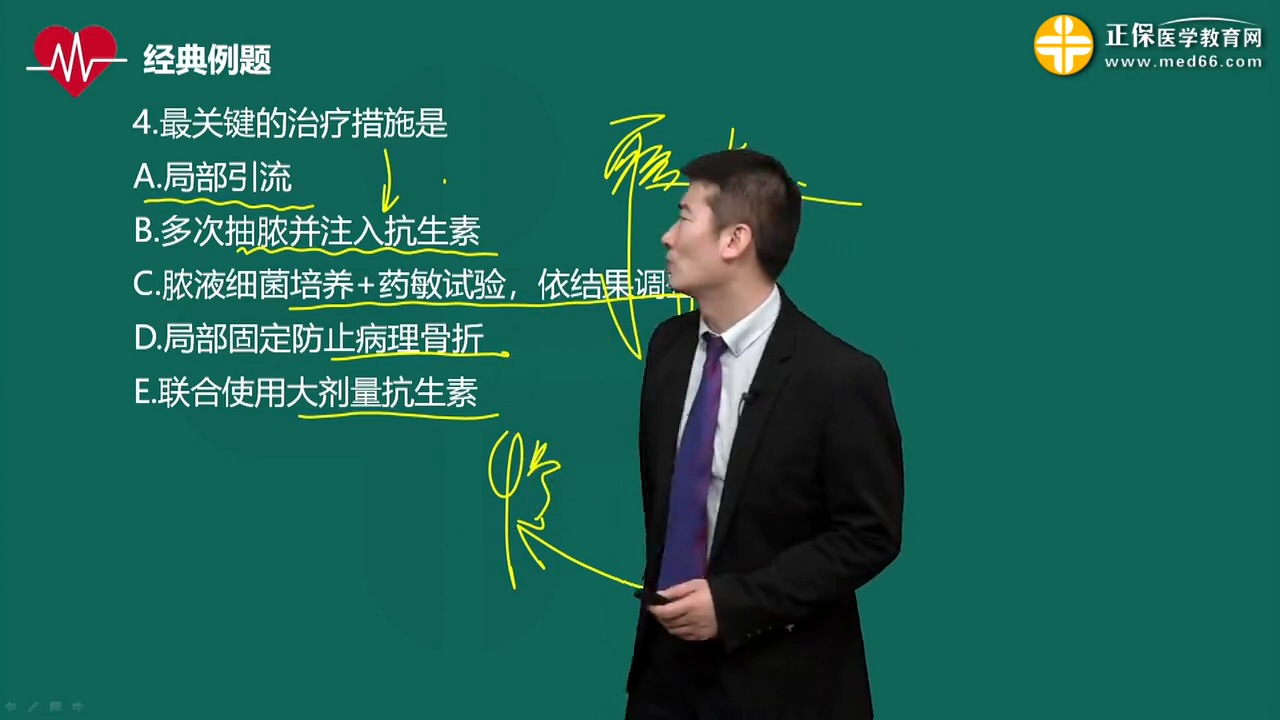 经典例题
正保医学教育网
www.med66.com
4.最关键的治疗措施是
A.局部引流
B.多次抽脓并注入抗生素
C.脓液细菌培养+药敏试验，依结果调
D.局部固定防止病理骨折
E.联合使用大剂量抗生素